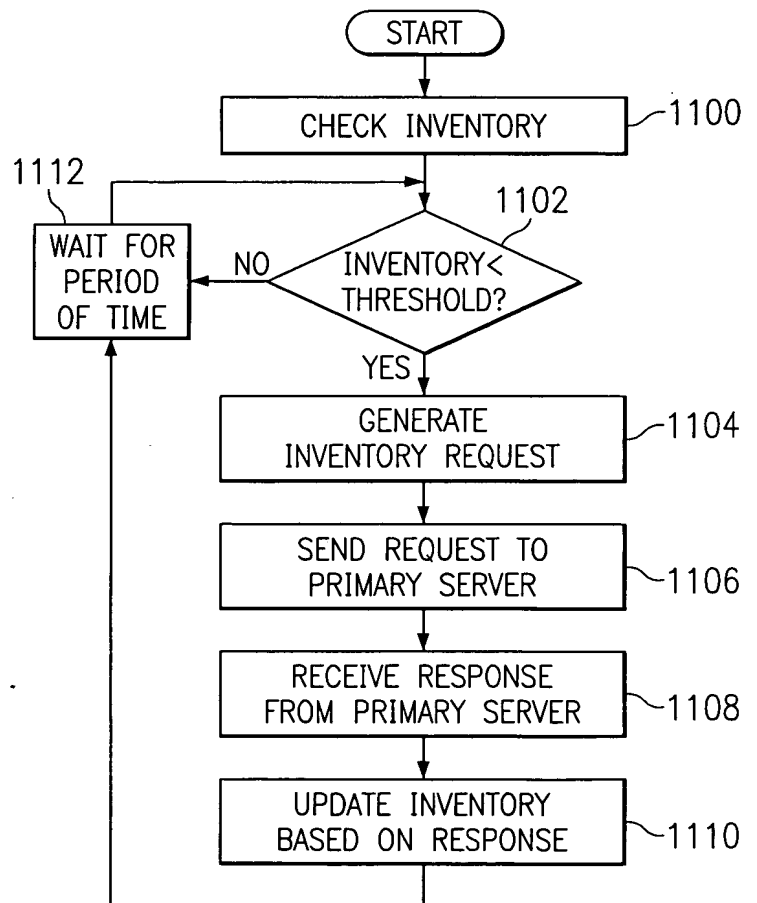 START
CHECK INVENTORY
1100
1112
1102
WAIT FOR
PERIOD
OF TIME
NO
INVENTORY<
THRESHOLD?
YES
GENERATE
INVENTORY REQUEST
1104
SEND REQUEST TO
PRIMARY SERVER
1106
RECEIVE RESPONSE
FROM PRIMARY SERVER
1108
UPDATE INVENTORY
BASED ON RESPONSE
1110